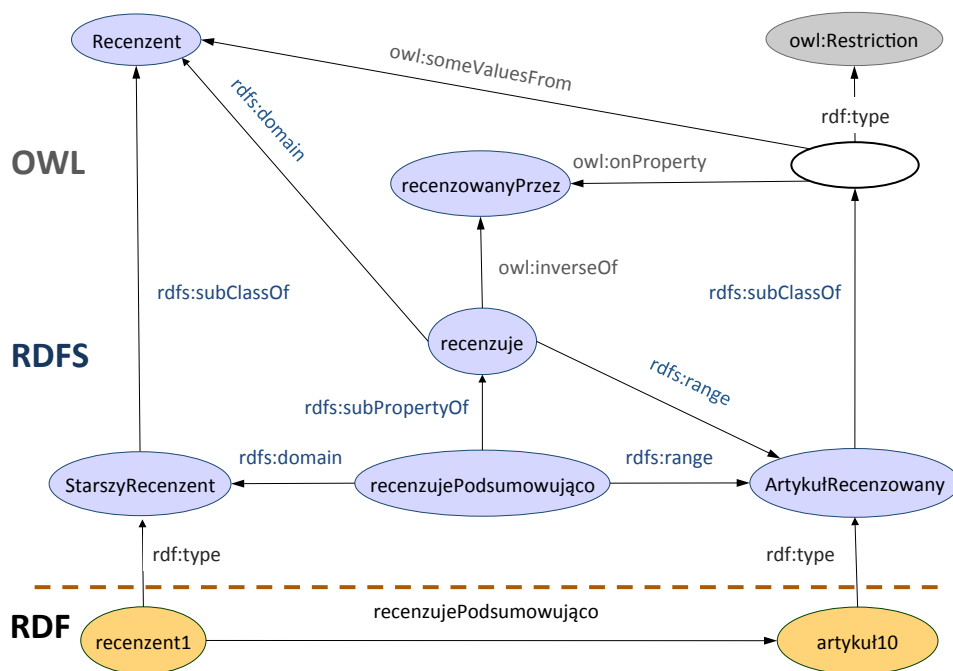 Recenzent
owl:Restriction
owl:someValuesFrom
rdfs:domain
rdf:type
OWL
owl:onProperty
recenzowanyPrzez
owl:inverseOf
rdfs:subClassOf
rdfs:subClassOf
RDFS
recenzuje
rdfs:range
rdfs:subPropertyOf
rdfs:domain
rdfs:range
StarszyRecenzent
recenzujePodsumowująco
ArtykułRecenzowany
rdf:type
rdf:type
recenzujePodsumowująco
RDF
recenzent1
artykuł10